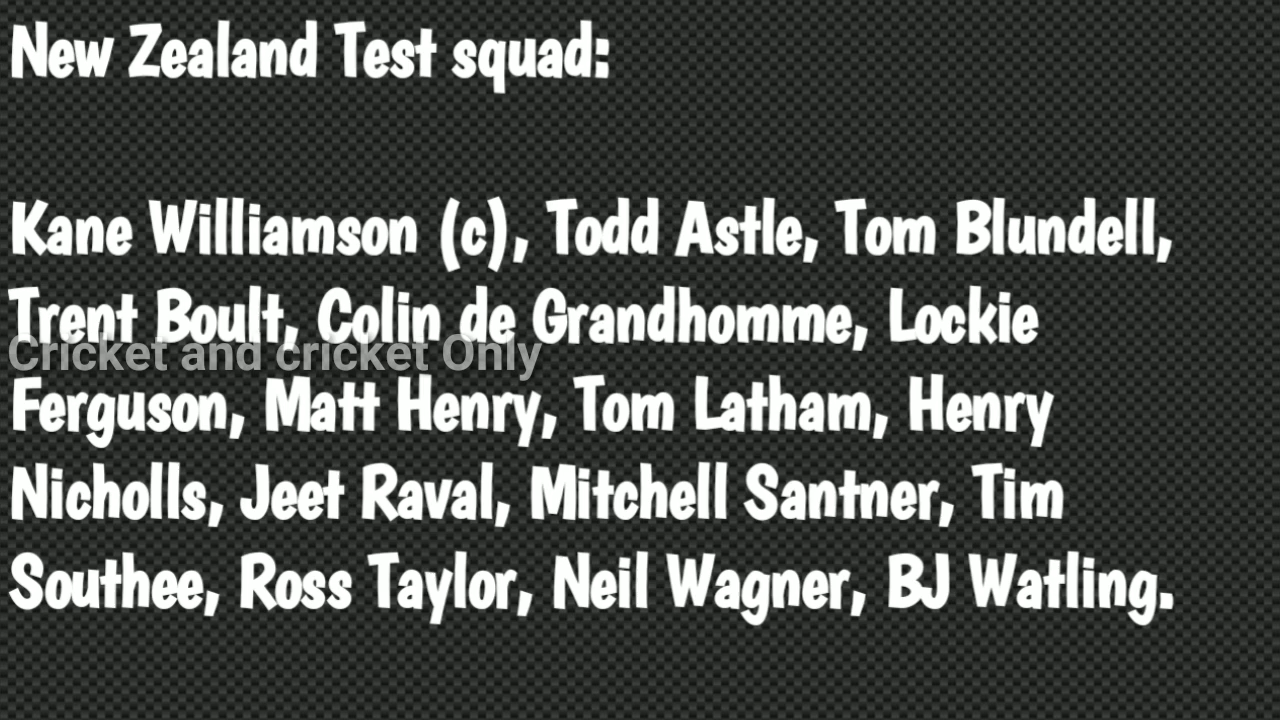 New Zealand Test squad:
Kane Williamson (c), Todd Astle, Tom Blundell,
Trent Boult, Colin de Grandhomme, Lockie
Cricket and cricket Only
Ferguson, Matt Henry, Tom Latham, Henry
Nicholls, Jeet Raval, Mitchell Santner, Tim
Southee, Ross Taylor, Neil Wagner, BJ Watling.